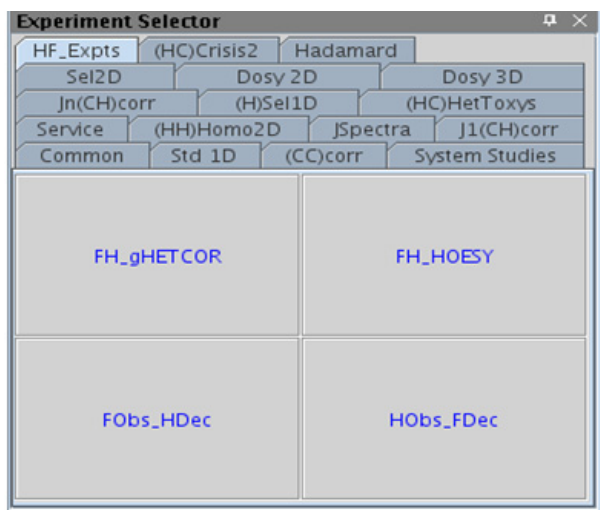 Experiment Selector
HF_Expts (HC)Crisis2 Hadamard
Sel2D Dosy 2D Dosy 3D
Jn(CH)corr (H)Sel1D (HC)HetToxys
Service (HH)Homo2D JSpectra J1(CH)corr
Common Std 1D (CC)corr System Studies
FH_gHETCOR FH_HOESY
FObs_HDec HObs_FDec